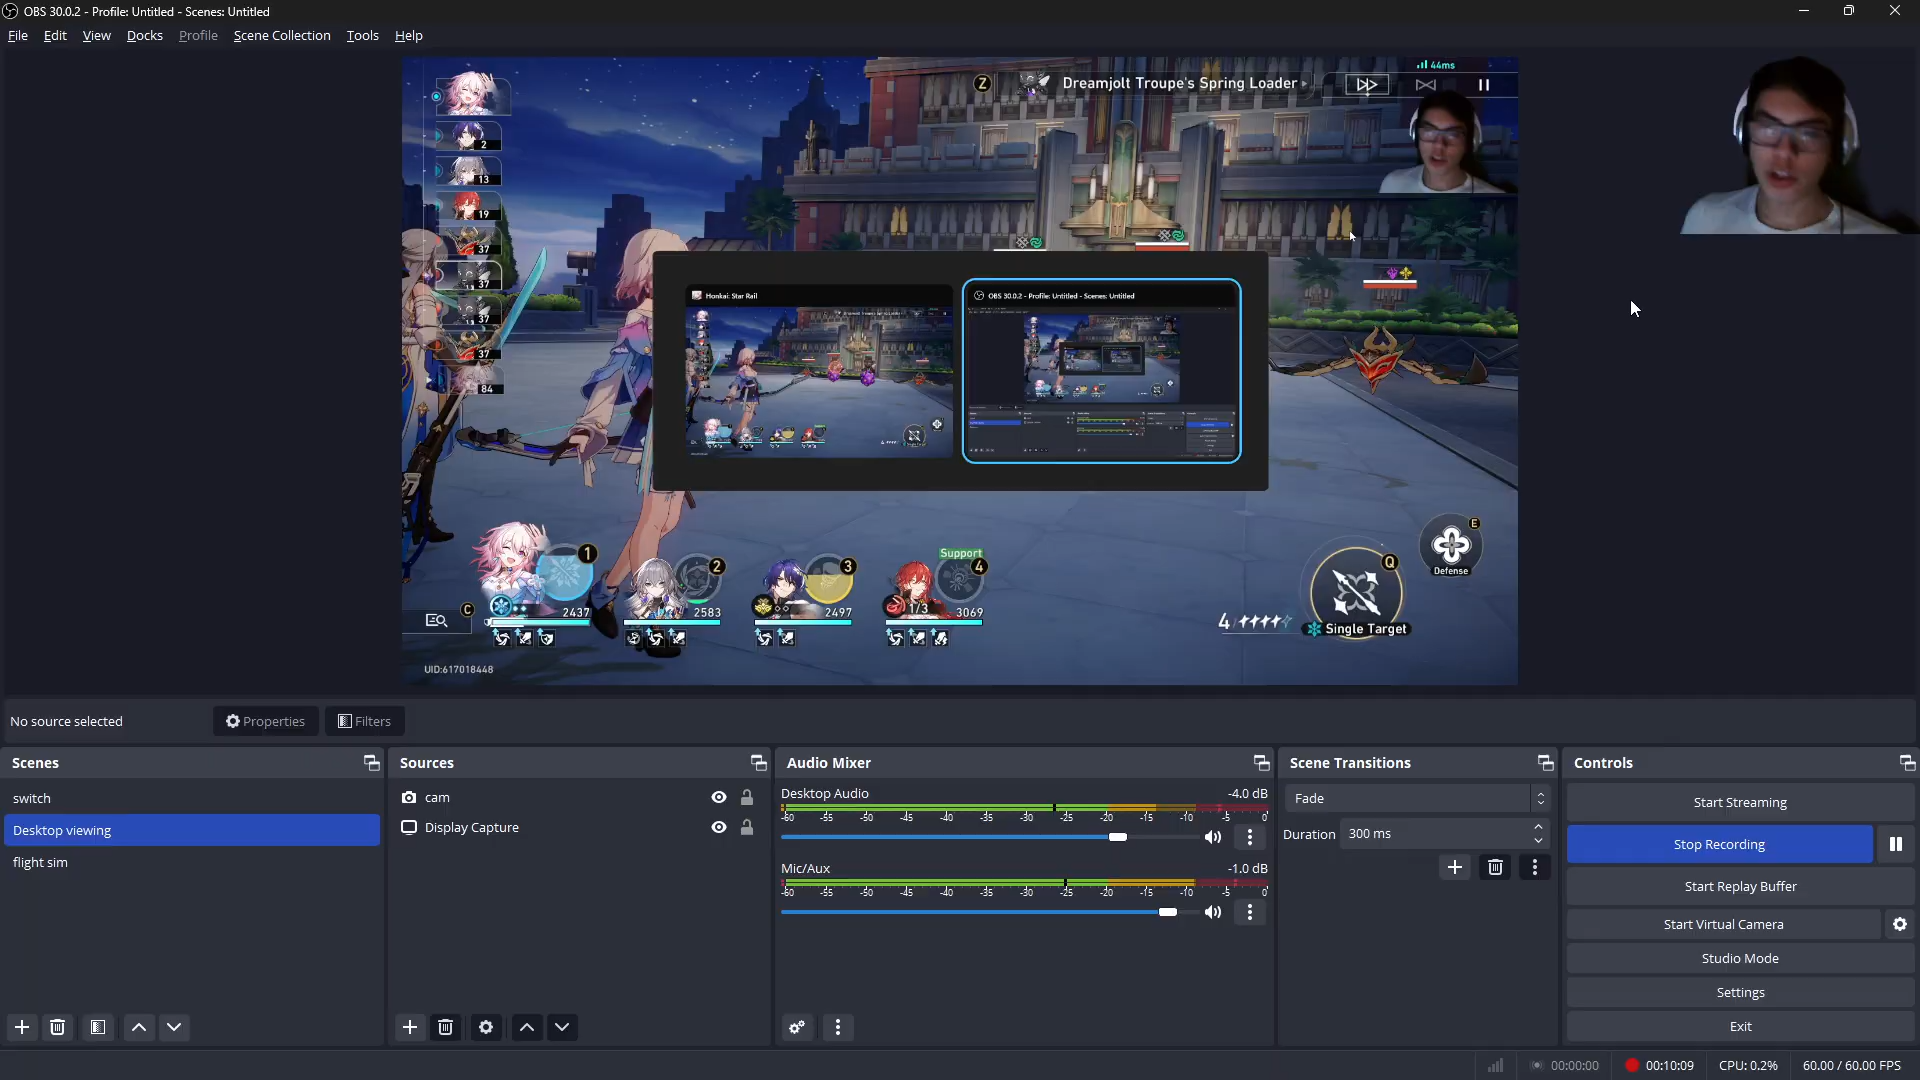 OBS 30.0.2 - Profile: Untitled - Scenes: Untitled
File Edit View Docks Profile Scene Collection Tools Help
44ms
Z Dreamjolt Troupe's Spring Loader
2
13
19
37
37
37
37
84
Honkai: Star Rail
OBS 30.0.2 - Profile: Untitled - Scenes: Untitled
Support
1 2 3 4
E
Defense
Q
C
2437 2583 2497 1/3 3069
4/
Single Target
UID:617018448
No source selected Properties Filters
Scenes
switch
Desktop viewing
flight sim
Sources
cam
Display Capture
Audio Mixer
Desktop Audio -4.0 dB
-60 -55 -50 -45 -40 -35 -30 -25 -20 -15 -10 -5 0
Mic/Aux -1.0 dB
-60 -55 -50 -45 -40 -35 -30 -25 -20 -15 -10 -5 0
Scene Transitions
Fade
Duration 300 ms
Controls
Start Streaming
Stop Recording
Start Replay Buffer
Start Virtual Camera
Studio Mode
Settings
Exit
00:00:00 00:10:09 CPU: 0.2% 60.00 / 60.00 FPS